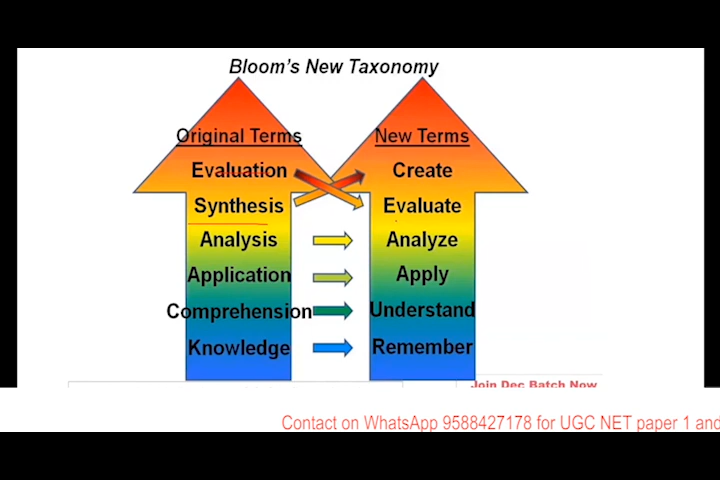 Bloom's New Taxonomy
Original Terms
Evaluation
Synthesis
Analysis
Application
Comprehension
Knowledge
New Terms
Create
Evaluate
Analyze
Apply
Understand
Remember
Join Dec Batch Now
Contact on WhatsApp 9588427178 for UGC NET paper 1 and